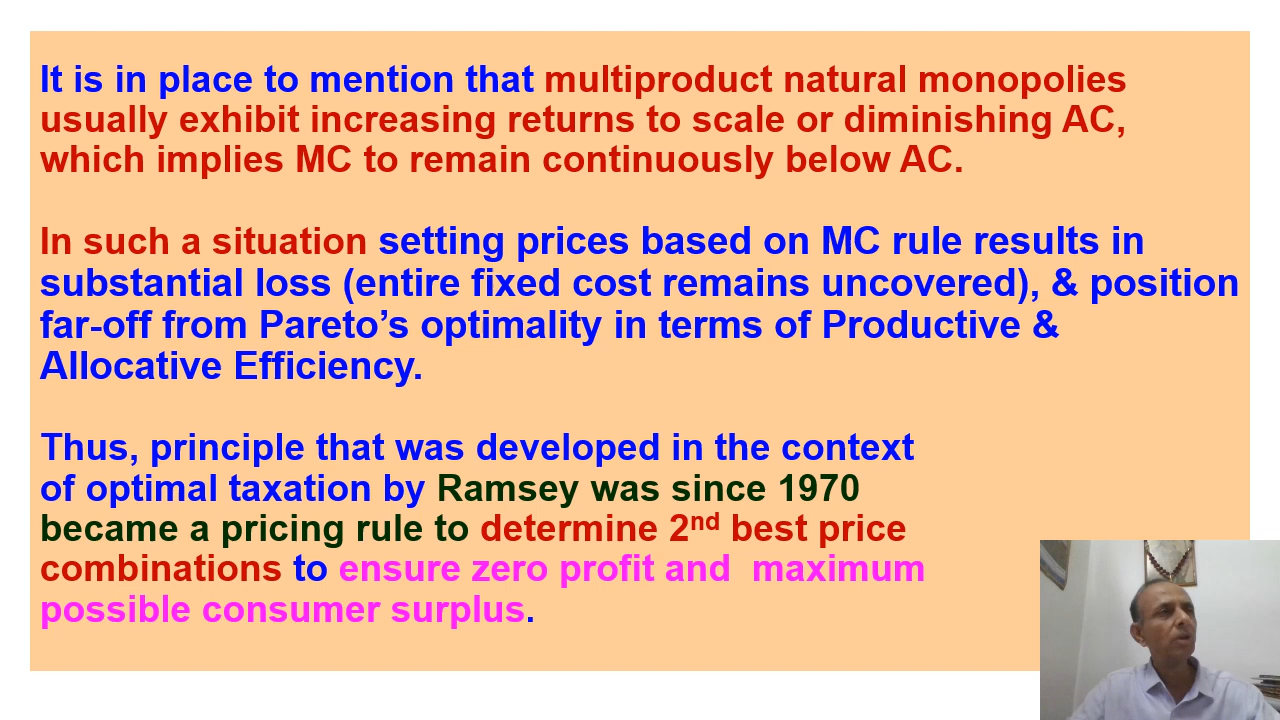 It is in place to mention that multiproduct natural monopolies
usually exhibit increasing returns to scale or diminishing AC,
which implies MC to remain continuously below AC.
In such a situation setting prices based on MC rule results in
substantial loss (entire fixed cost remains uncovered), & position
far-off from Pareto’s optimality in terms of Productive &
Allocative Efficiency.
Thus, principle that was developed in the context
of optimal taxation by Ramsey was since 1970
became a pricing rule to determine 2nd best price
combinations to ensure zero profit and  maximum
possible consumer surplus.